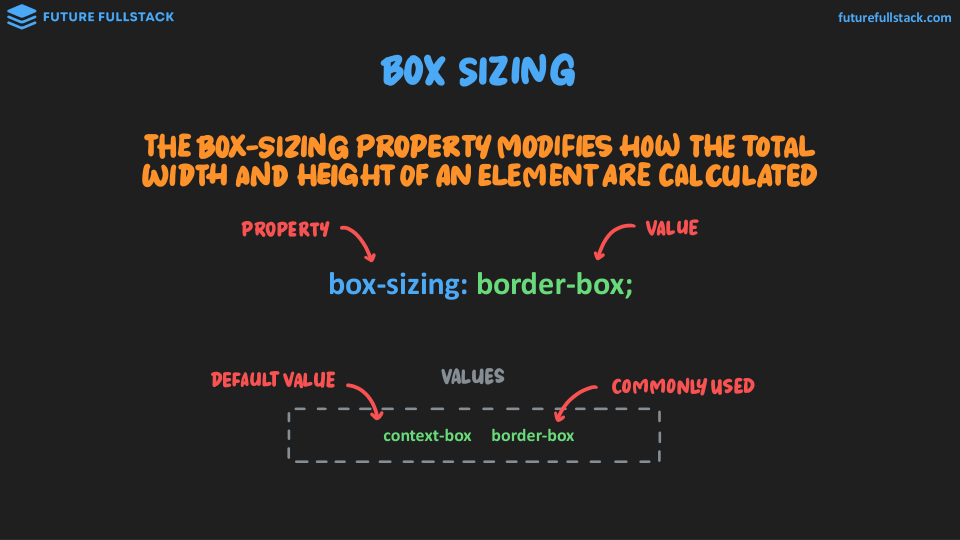 FUTURE FULLSTACK
futurefullstack.com
BOX SIZING
THE BOX-SIZING PROPERTY MODIFIES HOW THE TOTAL
WIDTH AND HEIGHT OF AN ELEMENT ARE CALCULATED
PROPERTY
VALUE
box-sizing: border-box;
DEFAULT VALUE
VALUES
COMMONLY USED
context-box border-box